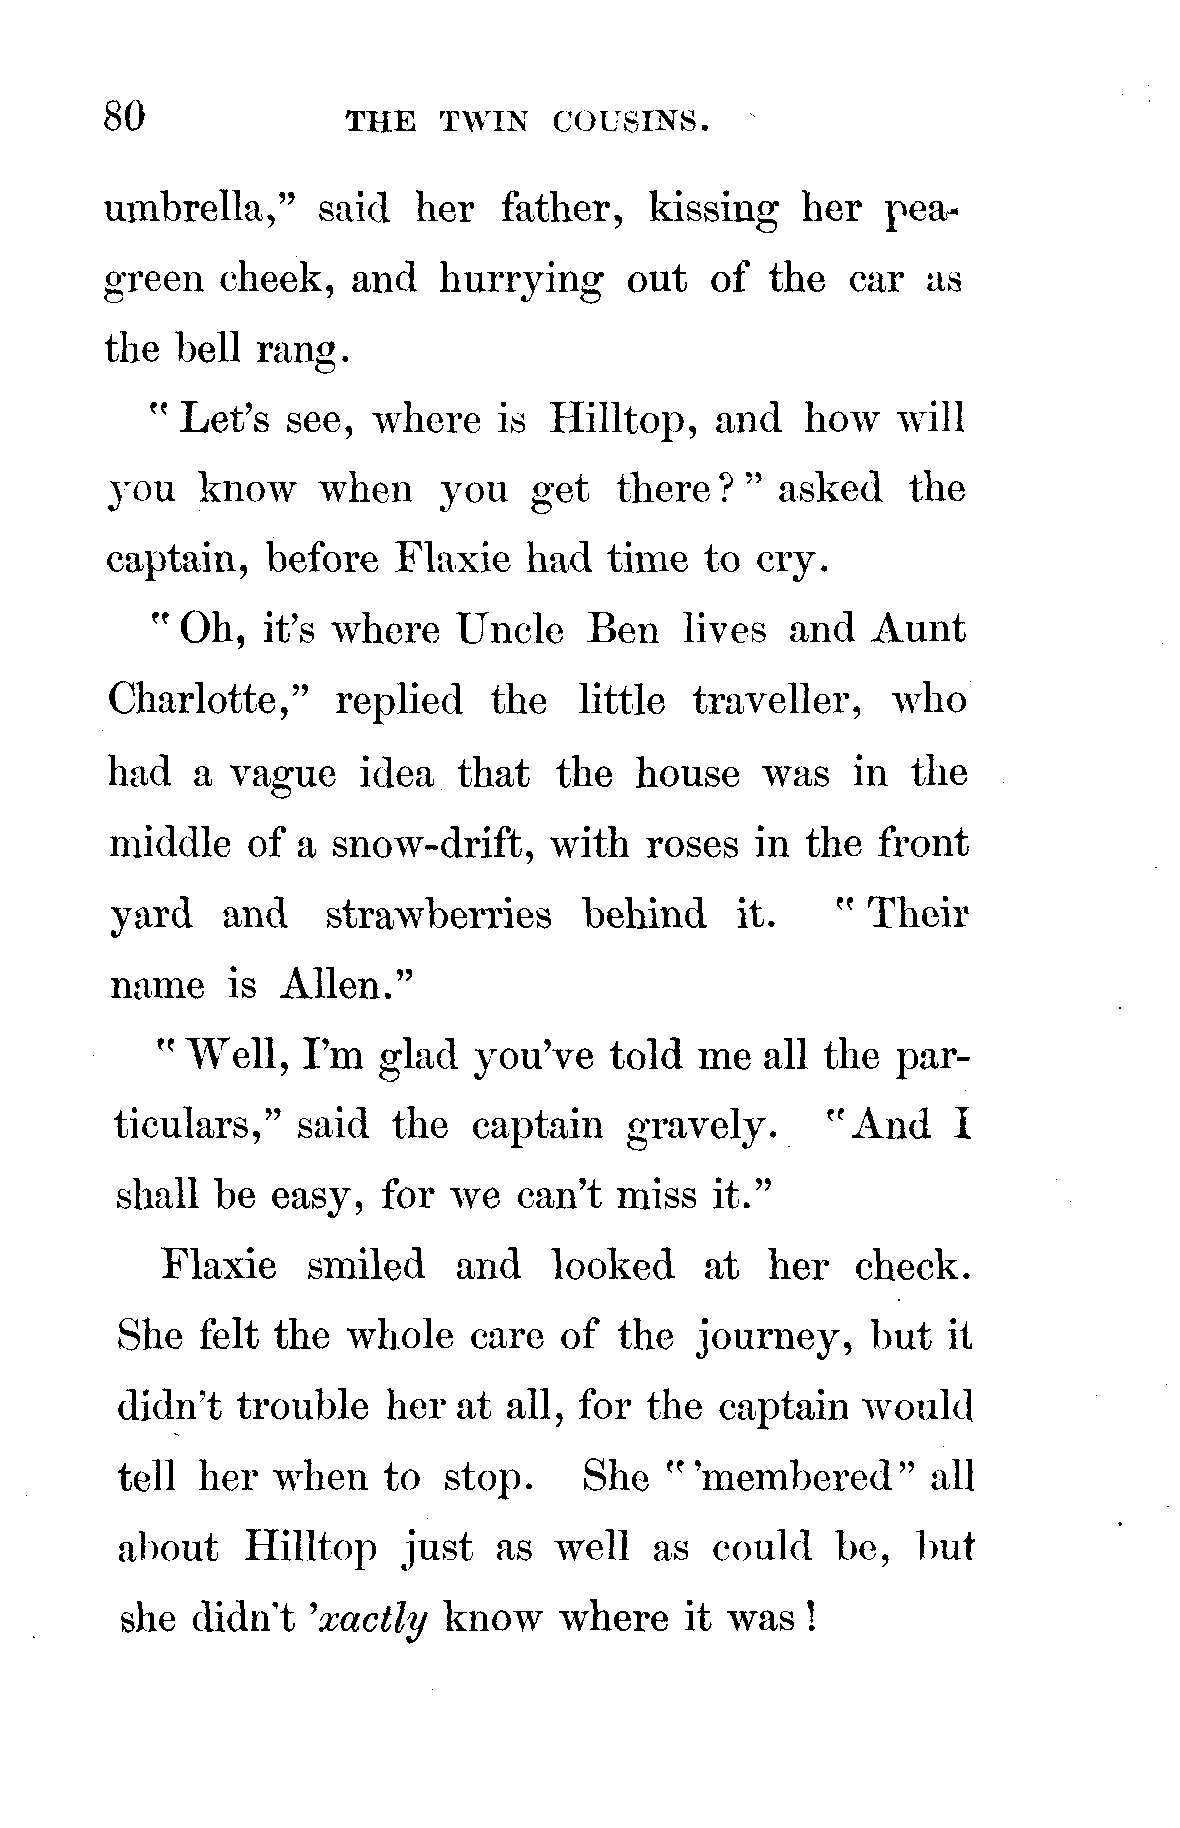 80 THE TWIN COUSINS.
umbrella,” said her father, kissing her pea-
green cheek, and hurrying out of the car as
the bell rang.
“Let’s see, where is Hilltop, and how will
you know when you get there?” asked the
captain, before Flaxie had time to cry.
“Oh, it’s where Uncle Ben lives and Aunt
Charlotte,” replied the little traveller, who
had a vague idea that the house was in the
middle of a snow-drift, with roses in the front
yard and strawberries behind it. “Their
name is Allen.”
“Well, I’m glad you’ve told me all the par-
ticulars,” said the captain gravely. “And I
shall be easy, for we can’t miss it.”
Flaxie smiled and looked at her check.
She felt the whole care of the journey, but it
didn’t trouble her at all, for the captain would
tell her when to stop. She “’membered” all
about Hilltop just as well as could be, but
she didn’t ’xactly know where it was!